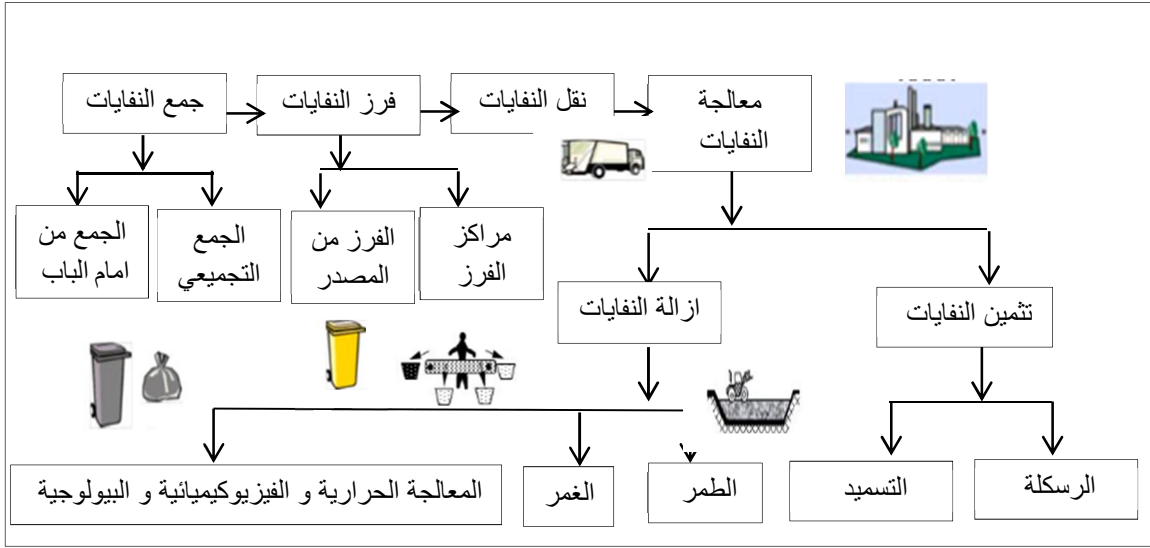 جمع النفايات
فرز النفايات
نقل النفايات
معالجة
النفايات
الجمع من
امام الباب
الجمع
التجميعي
الفرز من
المصدر
مراكز
الفرز
ازالة النفايات
تثمين النفايات
المعالجة الحرارية و الفيزيوكيميائية و البيولوجية
الغمر
الطمر
التسميد
الرسكلة